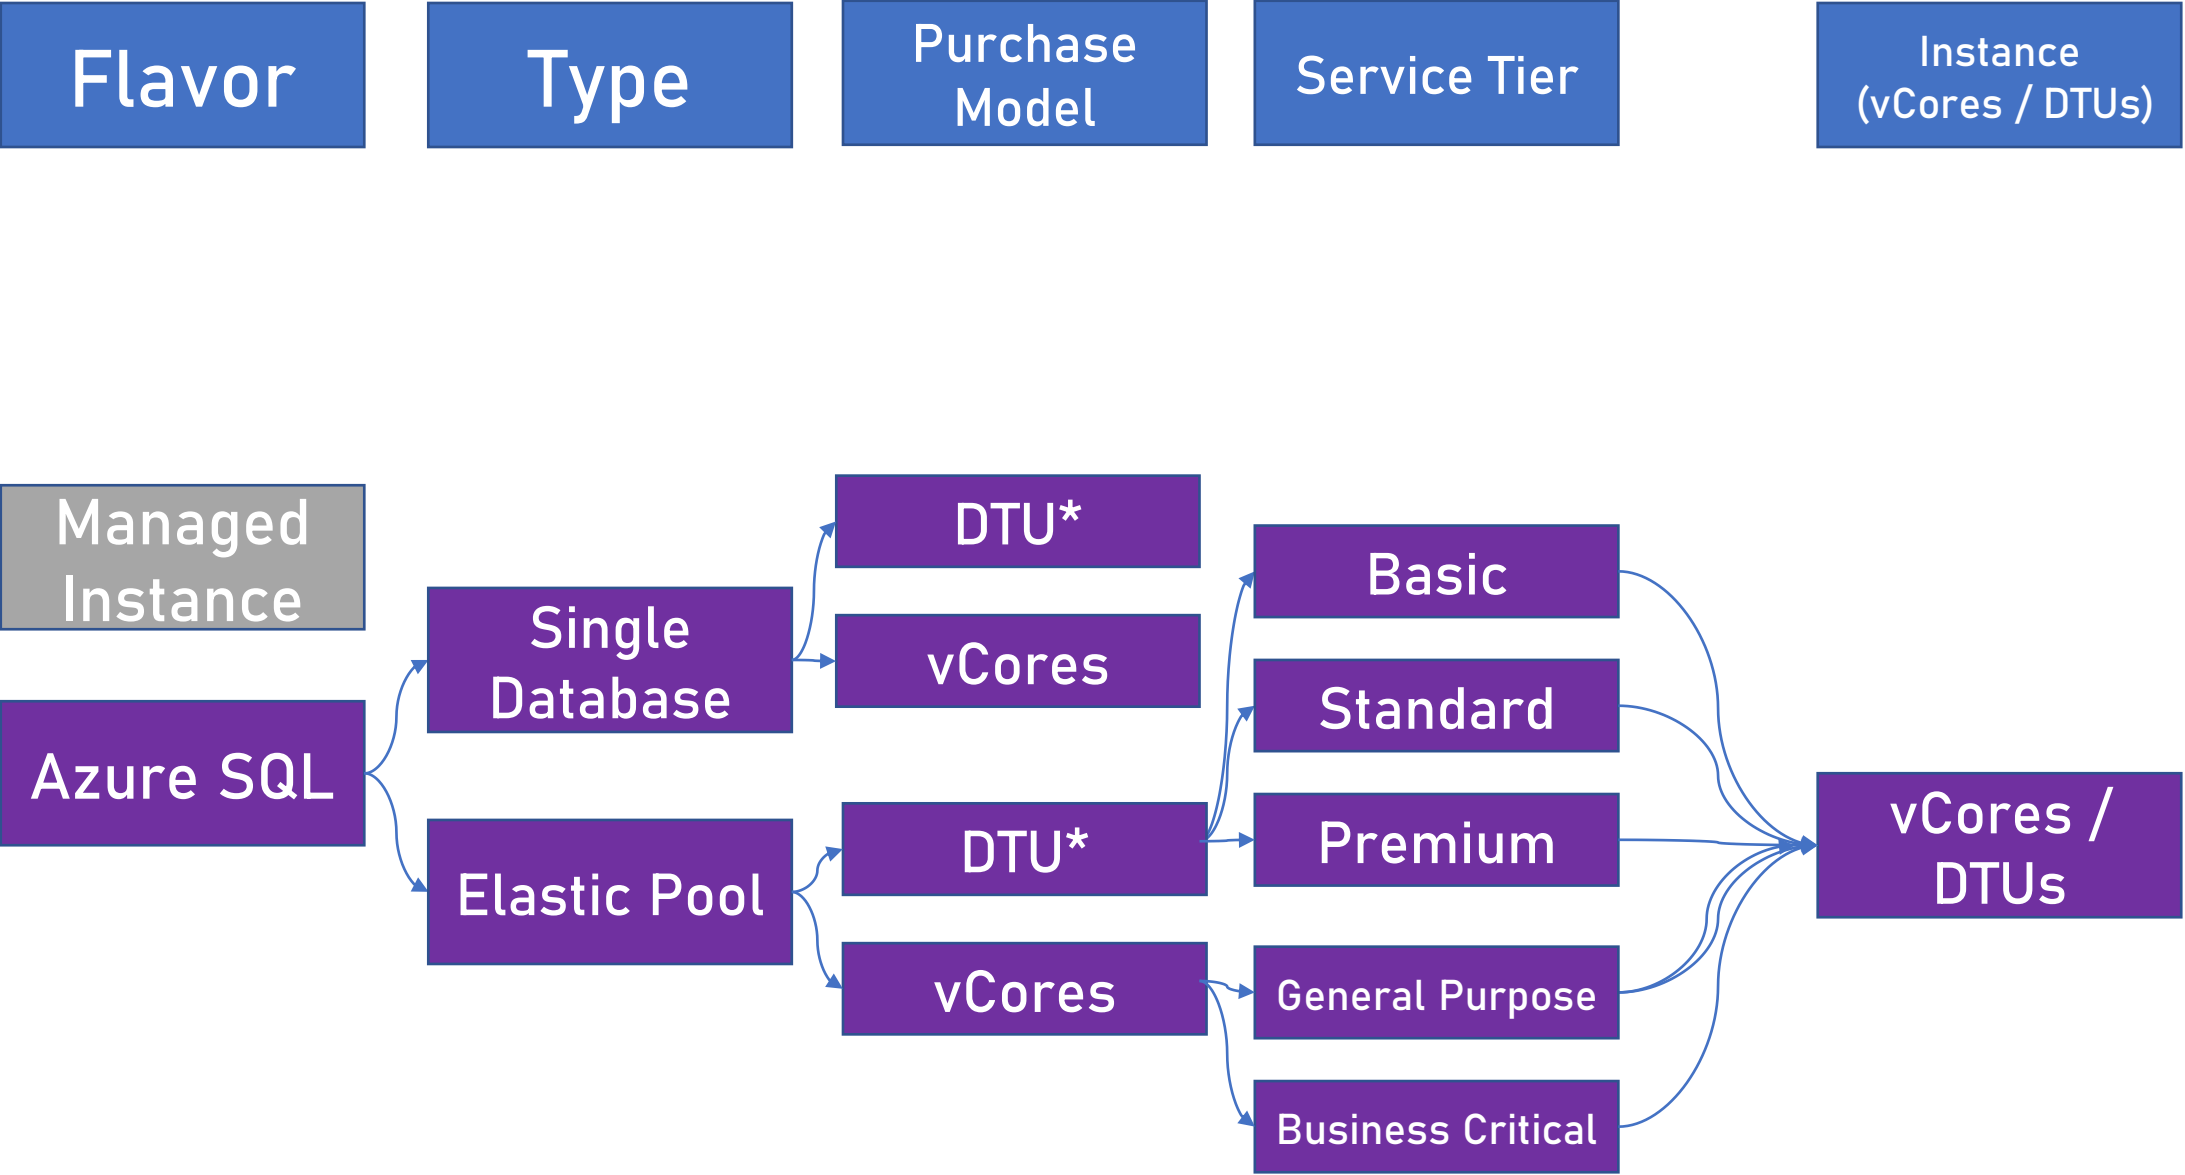 Flavor
Type
Purchase
Model
Service Tier
Instance
(vCores / DTUs)
Managed
Instance
Azure SQL
Single
Database
Elastic Pool
DTU*
vCores
DTU*
vCores
Basic
Standard
Premium
General Purpose
Business Critical
vCores /
DTUs